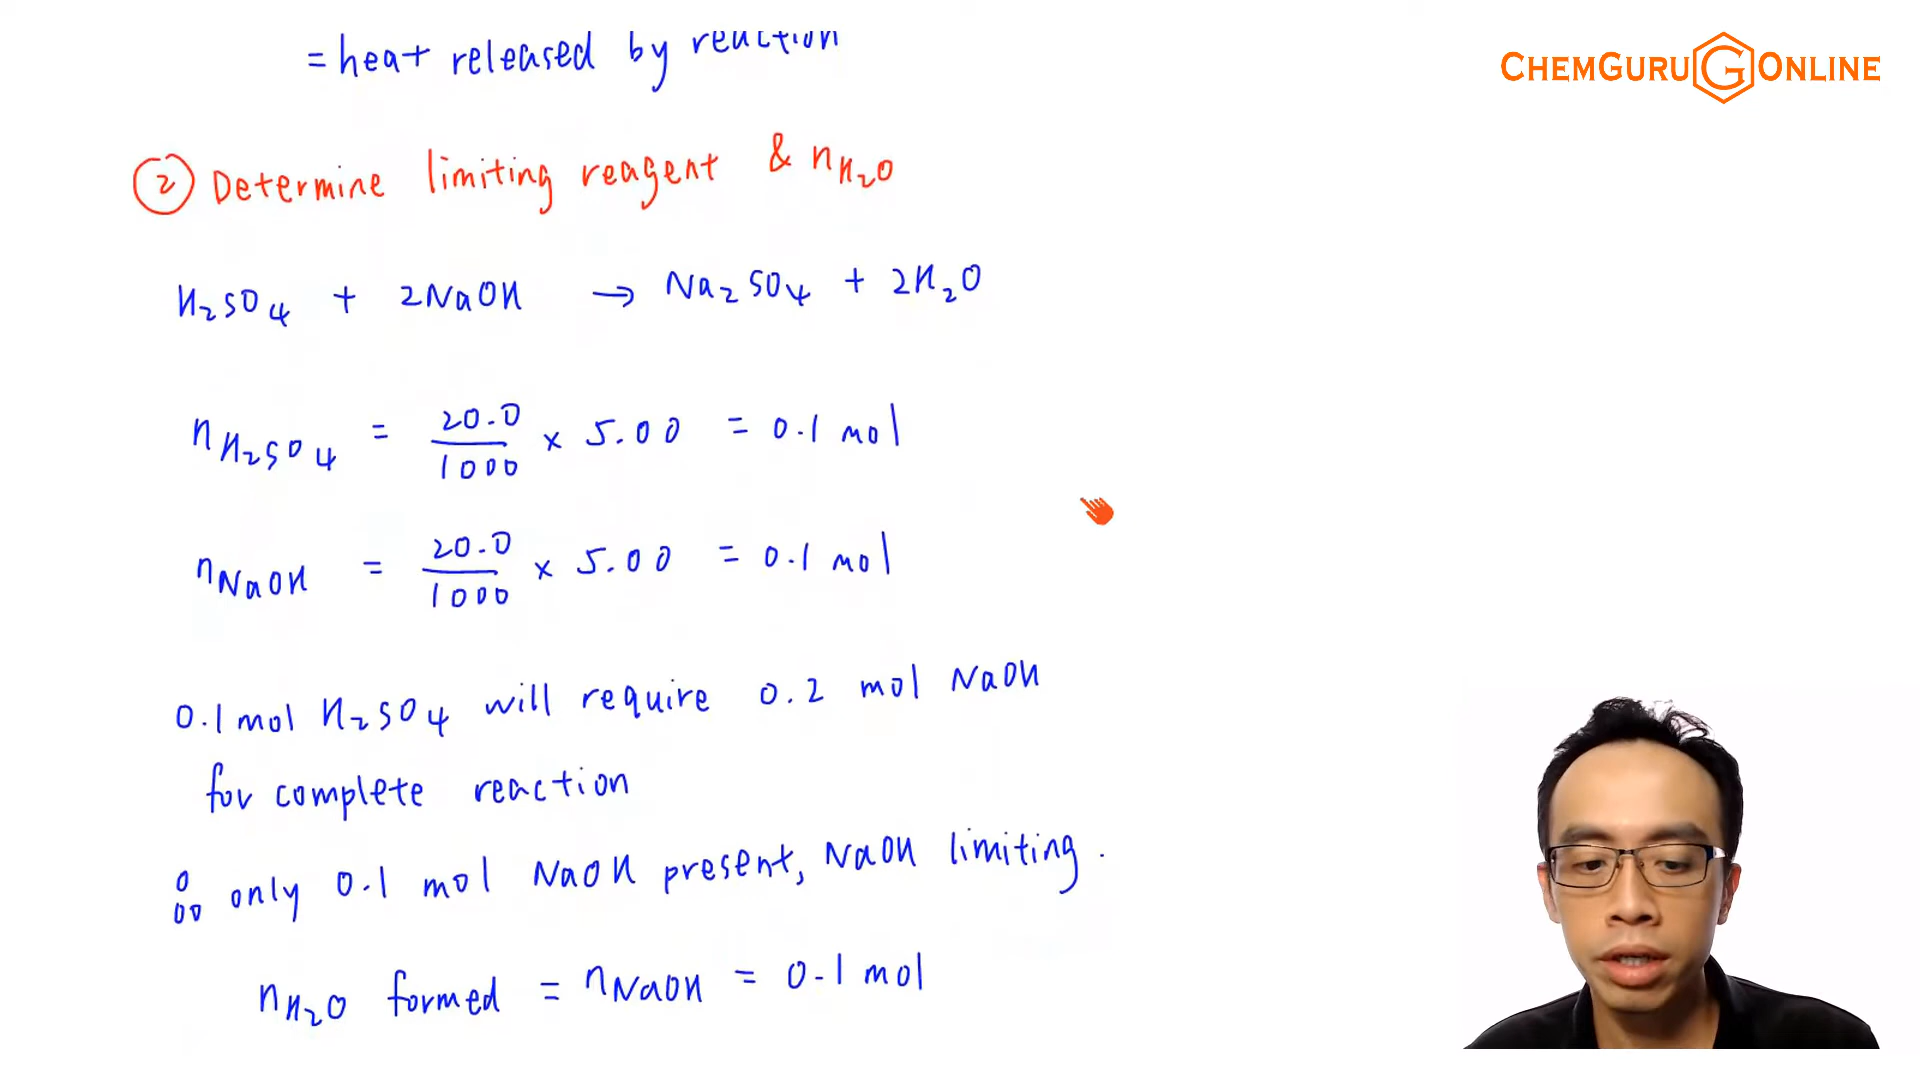 CHEMGURU G ONLINE
= heat released by reaction
② Determine limiting reagent & nH₂O
H₂SO₄ + 2NaOH → Na₂SO₄ + 2H₂O
nH₂SO₄ = 20.0/1000 × 5.00 = 0.1 mol
nNaOH = 20.0/1000 × 5.00 = 0.1 mol
0.1 mol H₂SO₄ will require 0.2 mol NaOH
for complete reaction
∴ only 0.1 mol NaOH present, NaOH limiting.
nH₂O formed = nNaOH = 0.1 mol